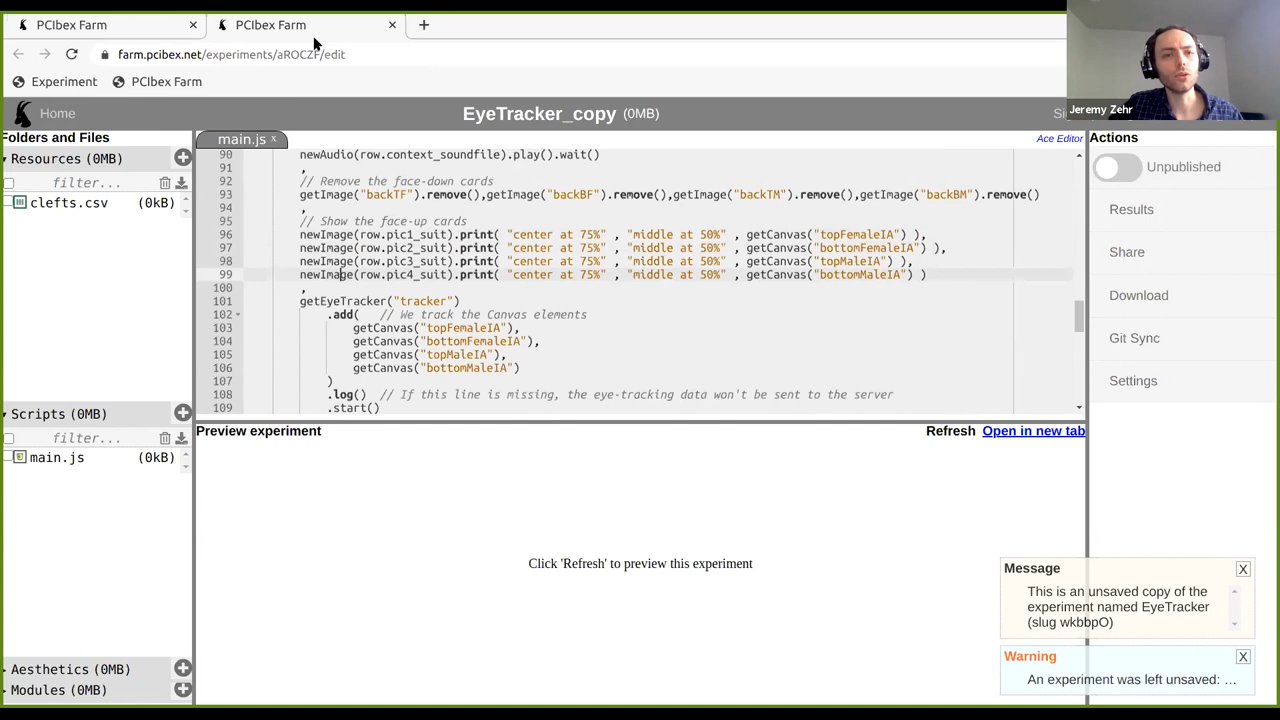 PCIbex Farm x
PCIbex Farm x +
farm.pcibex.net/experiments/aROCZF/edit
Experiment PCIbex Farm
Jeremy Zehr
Home
EyeTracker_copy (0MB)
Folders and Files
main.js x
Ace Editor
Actions
Resources (0MB)
filter...
clefts.csv (0kB)
Scripts (0MB)
filter...
main.js (0kB)
Aesthetics (0MB)
Modules (0MB)
90 newAudio(row.context_soundfile).play().wait()
91 ,
92 // Remove the face-down cards
93 getImage("backTF").remove(),getImage("backBF").remove(),getImage("backTM").remove(),getImage("backBM").remove()
94 ,
95 // Show the face-up cards
96 newImage(row.pic1_suit).print( "center at 75%" , "middle at 50%" , getCanvas("topFemaleIA") ),
97 newImage(row.pic2_suit).print( "center at 75%" , "middle at 50%" , getCanvas("bottomFemaleIA") ),
98 newImage(row.pic3_suit).print( "center at 75%" , "middle at 50%" , getCanvas("topMaleIA") ),
99 newImage(row.pic4_suit).print( "center at 75%" , "middle at 50%" , getCanvas("bottomMaleIA") )
100 ,
101 getEyeTracker("tracker")
102 .add( // We track the Canvas elements
103 getCanvas("topFemaleIA"),
104 getCanvas("bottomFemaleIA"),
105 getCanvas("topMaleIA"),
106 getCanvas("bottomMaleIA")
107 )
108 .log() // If this line is missing, the eye-tracking data won't be sent to the server
109 .start()
Preview experiment
Refresh Open in new tab
Click 'Refresh' to preview this experiment
Unpublished
Results
Share
Download
Git Sync
Settings
Message X
This is an unsaved copy of the
experiment named EyeTracker
(slug wkbbpO)
Warning X
An experiment was left unsaved: ...